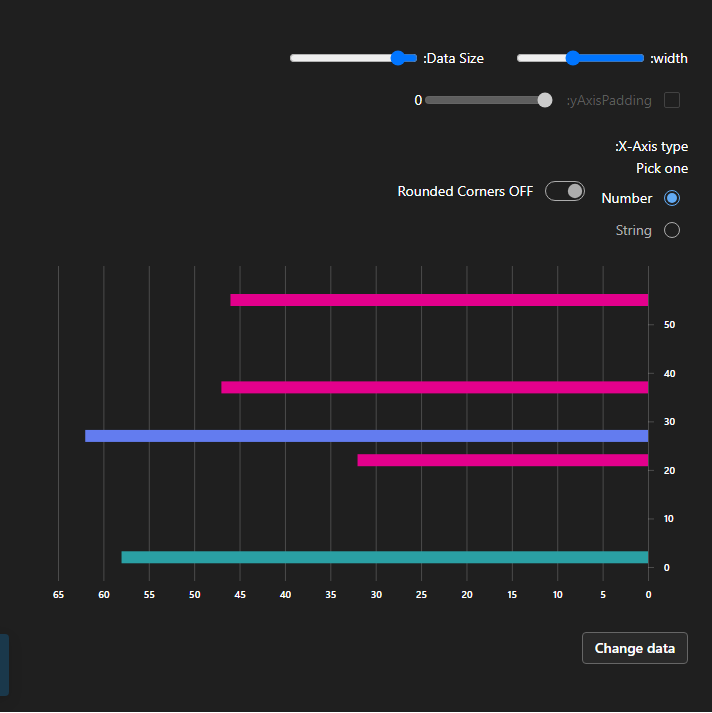 :width
:Data Size
:yAxisPadding
0
:X-Axis type
Pick one
Number
String
Rounded Corners OFF
50
40
30
20
10
0
65 60 55 50 45 40 35 30 25 20 15 10 5 0
Change data